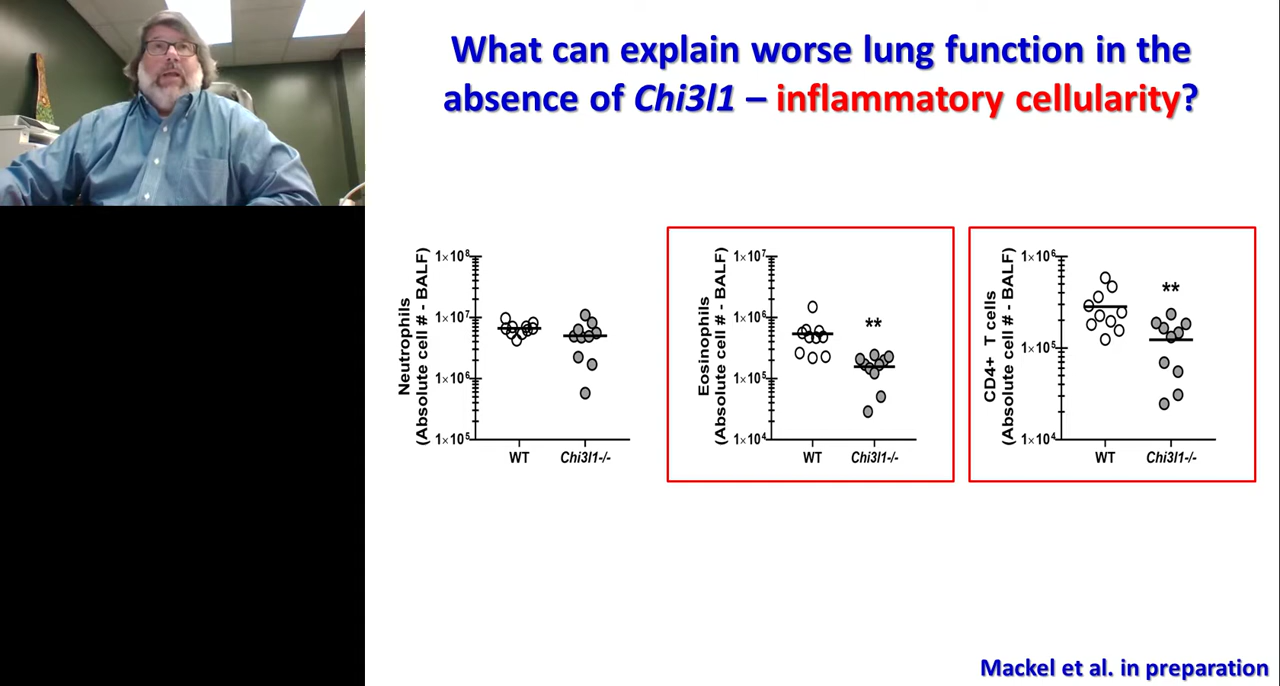 What can explain worse lung function in the
absence of Chi3l1 – inflammatory cellularity?
Neutrophils
(Absolute cell # - BALF)
1×10⁸
1×10⁷
1×10⁶
1×10⁵
WT
Chi3l1-/-
Eosinophils
(Absolute cell # - BALF)
1×10⁷
1×10⁶
1×10⁵
1×10⁴
**
WT
Chi3l1-/-
CD4+ T cells
(Absolute cell # - BALF)
1×10⁶
1×10⁵
1×10⁴
**
WT
Chi3l1-/-
Mackel et al. in preparation